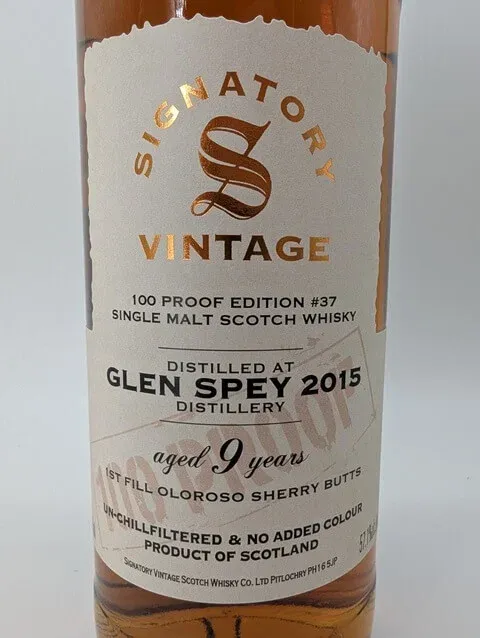 SIGNATORY
S
VINTAGE
100 PROOF EDITION #37
SINGLE MALT SCOTCH WHISKY
DISTILLED AT
GLEN SPEY 2015
DISTILLERY
100 PROOF
aged 9 years
1ST FILL OLOROSO SHERRY BUTTS
UN-CHILLFILTERED & NO ADDED COLOUR
PRODUCT OF SCOTLAND
57.1%
SIGNATORY VINTAGE SCOTCH WHISKY CO. LTD PITLOCHRY PH16 5JP